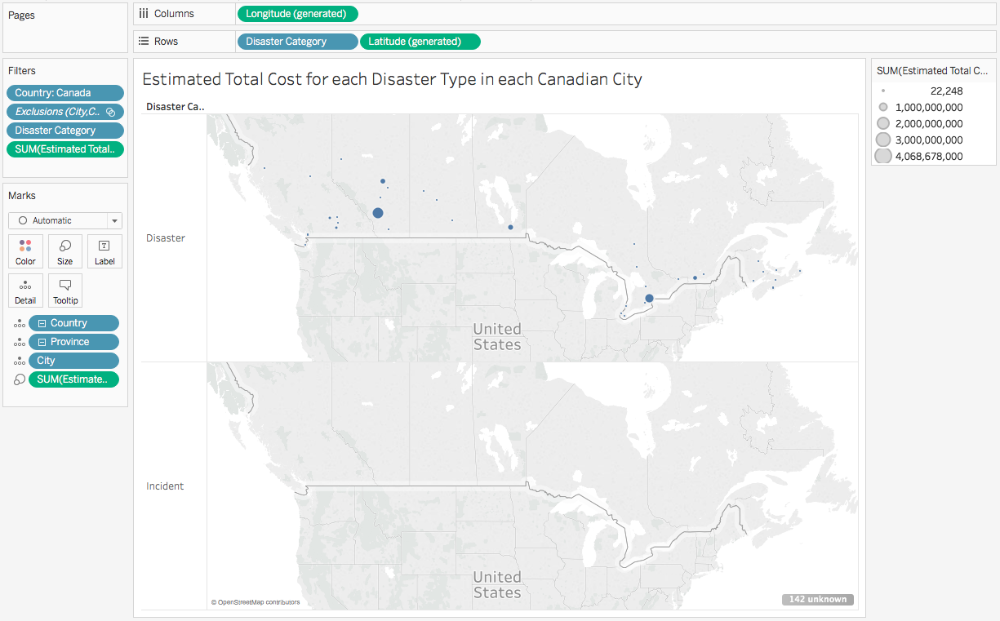 Pages
Columns
Longitude (generated)
Rows
Disaster Category
Latitude (generated)
Filters
Country: Canada
Exclusions (City,C..
Disaster Category
SUM(Estimated Total..
Marks
Automatic
Color
Size
Label
Detail
Tooltip
Country
Province
City
SUM(Estimate..
Estimated Total Cost for each Disaster Type in each Canadian City
Disaster Ca..
Disaster
United
States
Incident
United
States
© OpenStreetMap contributors
142 unknown
SUM(Estimated Total C...
22,248
1,000,000,000
2,000,000,000
3,000,000,000
4,068,678,000